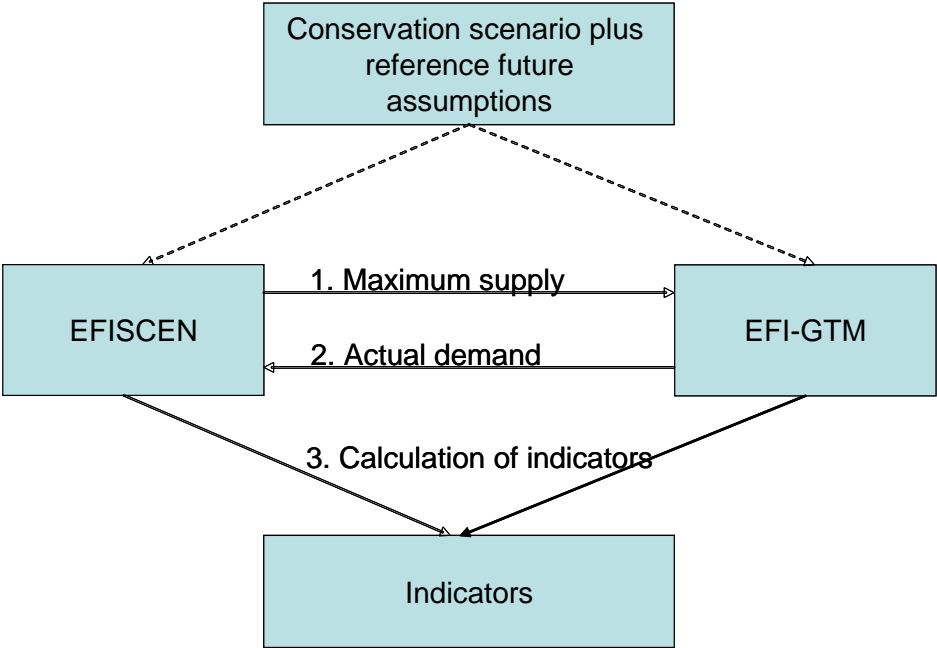 Conservation scenario plus
reference future
assumptions
1. Maximum supply
EFISCEN
EFI-GTM
2. Actual demand
3. Calculation of indicators
Indicators